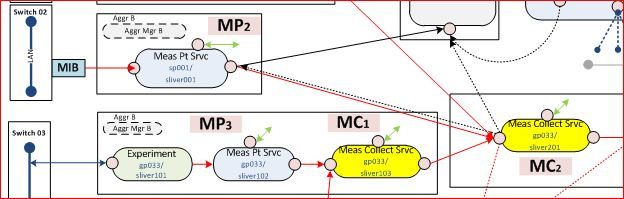 Switch 02
LAN
MIB
Aggr B
Aggr Mgr B
MP2
Meas Pt Srvc
sp001/
sliver001
Switch 03
Aggr B
Aggr Mgr B
MP3
MC1
Experiment
gp033/
sliver101
Meas Pt Srvc
gp033/
sliver102
Meas Collect Srvc
gp033/
sliver103
Meas Collect Srvc
gp033/
sliver201
MC2